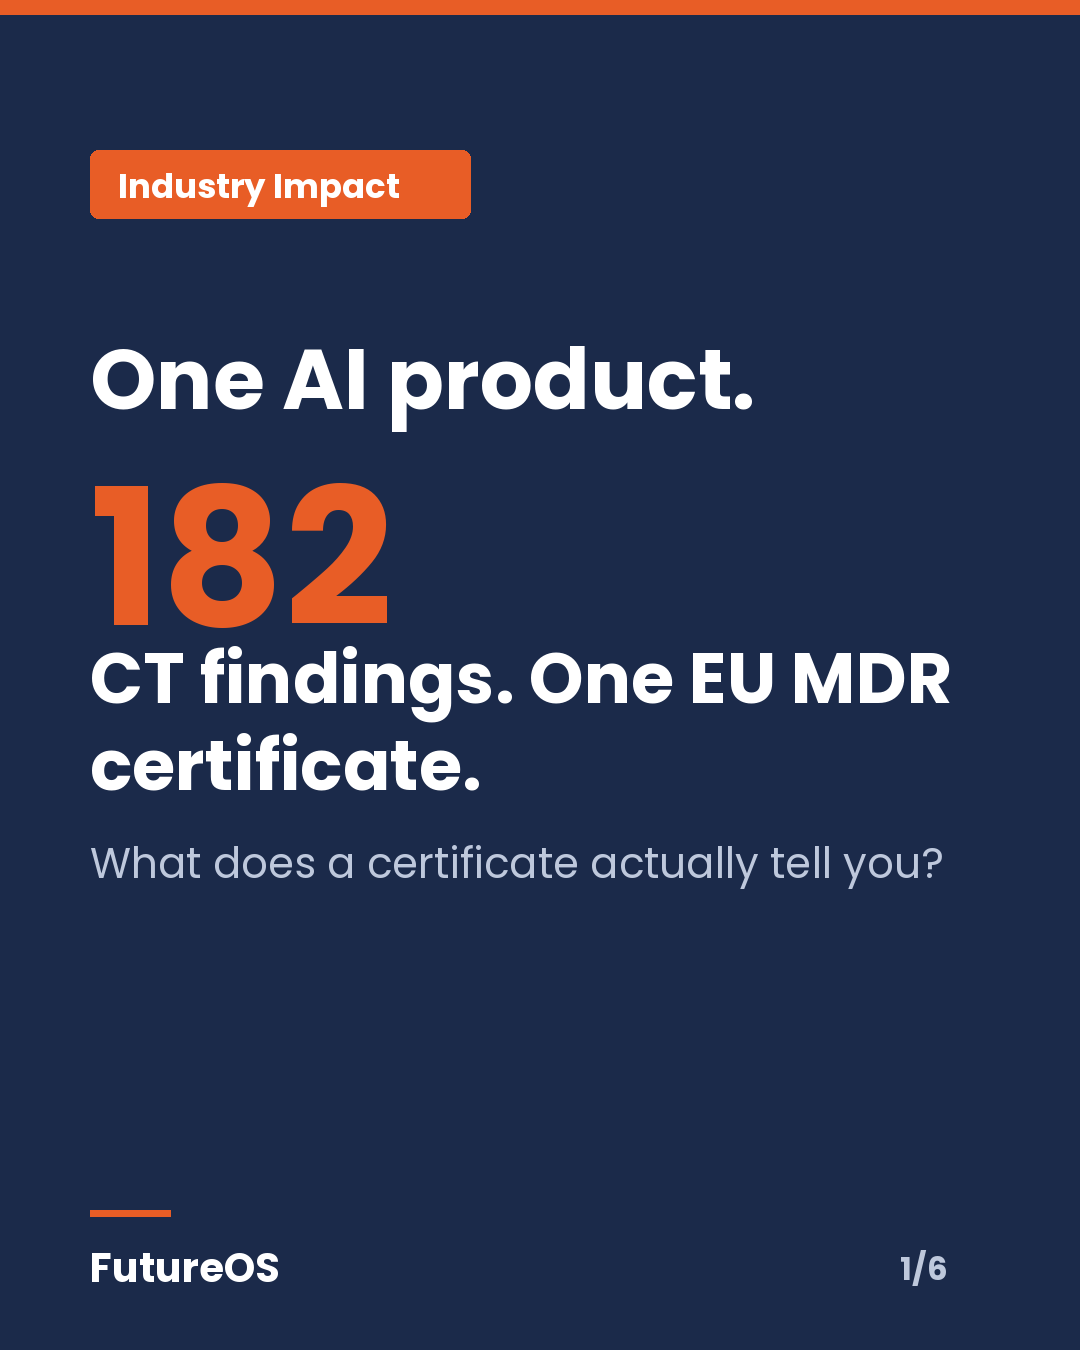 Industry Impact
One AI product.
182
CT findings. One EU MDR
certificate.
What does a certificate actually tell you?
FutureOS
1/6